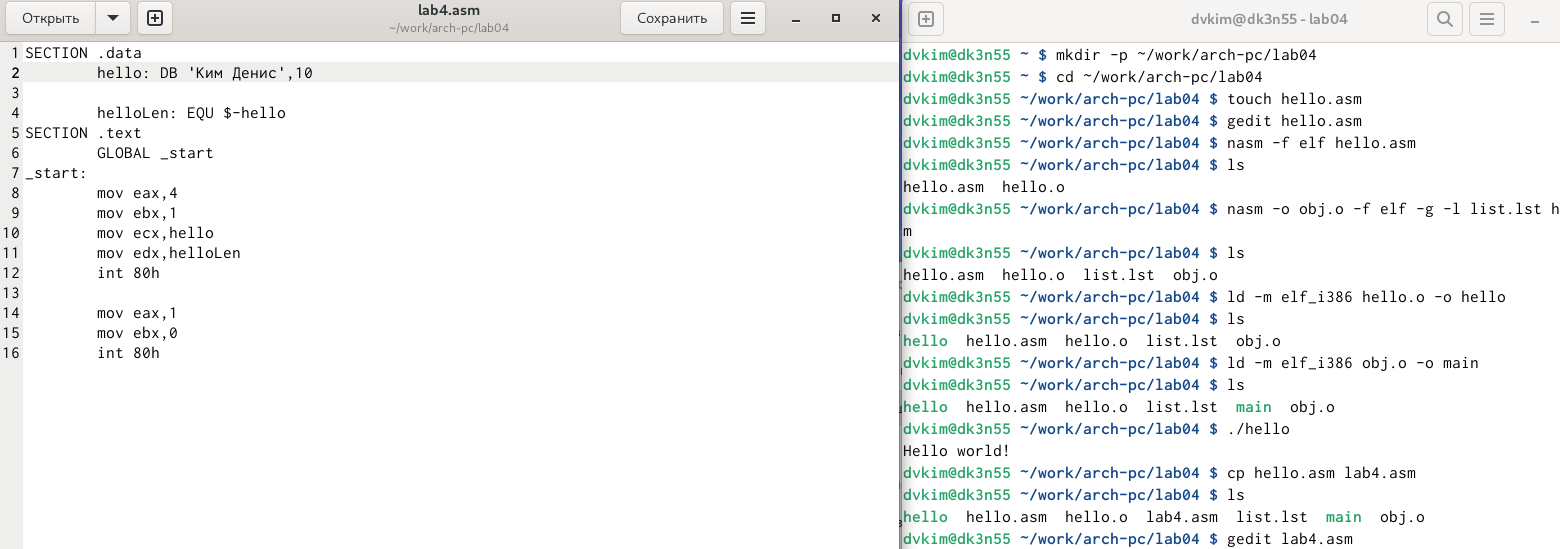 Открыть
lab4.asm
~/work/arch-pc/lab04
Сохранить
1 SECTION .data
2 hello: DB 'Ким Денис',10
3
4 helloLen: EQU $-hello
5 SECTION .text
6 GLOBAL _start
7 _start:
8 mov eax,4
9 mov ebx,1
10 mov ecx,hello
11 mov edx,helloLen
12 int 80h
13
14 mov eax,1
15 mov ebx,0
16 int 80h
dvkim@dk3n55 - lab04
dvkim@dk3n55 ~ $ mkdir -p ~/work/arch-pc/lab04
dvkim@dk3n55 ~ $ cd ~/work/arch-pc/lab04
dvkim@dk3n55 ~/work/arch-pc/lab04 $ touch hello.asm
dvkim@dk3n55 ~/work/arch-pc/lab04 $ gedit hello.asm
dvkim@dk3n55 ~/work/arch-pc/lab04 $ nasm -f elf hello.asm
dvkim@dk3n55 ~/work/arch-pc/lab04 $ ls
hello.asm hello.o
dvkim@dk3n55 ~/work/arch-pc/lab04 $ nasm -o obj.o -f elf -g -l list.lst h
m
dvkim@dk3n55 ~/work/arch-pc/lab04 $ ls
hello.asm hello.o list.lst obj.o
dvkim@dk3n55 ~/work/arch-pc/lab04 $ ld -m elf_i386 hello.o -o hello
dvkim@dk3n55 ~/work/arch-pc/lab04 $ ls
hello hello.asm hello.o list.lst obj.o
dvkim@dk3n55 ~/work/arch-pc/lab04 $ ld -m elf_i386 obj.o -o main
dvkim@dk3n55 ~/work/arch-pc/lab04 $ ls
hello hello.asm hello.o list.lst main obj.o
dvkim@dk3n55 ~/work/arch-pc/lab04 $ ./hello
Hello world!
dvkim@dk3n55 ~/work/arch-pc/lab04 $ cp hello.asm lab4.asm
dvkim@dk3n55 ~/work/arch-pc/lab04 $ ls
hello hello.asm hello.o lab4.asm list.lst main obj.o
dvkim@dk3n55 ~/work/arch-pc/lab04 $ gedit lab4.asm